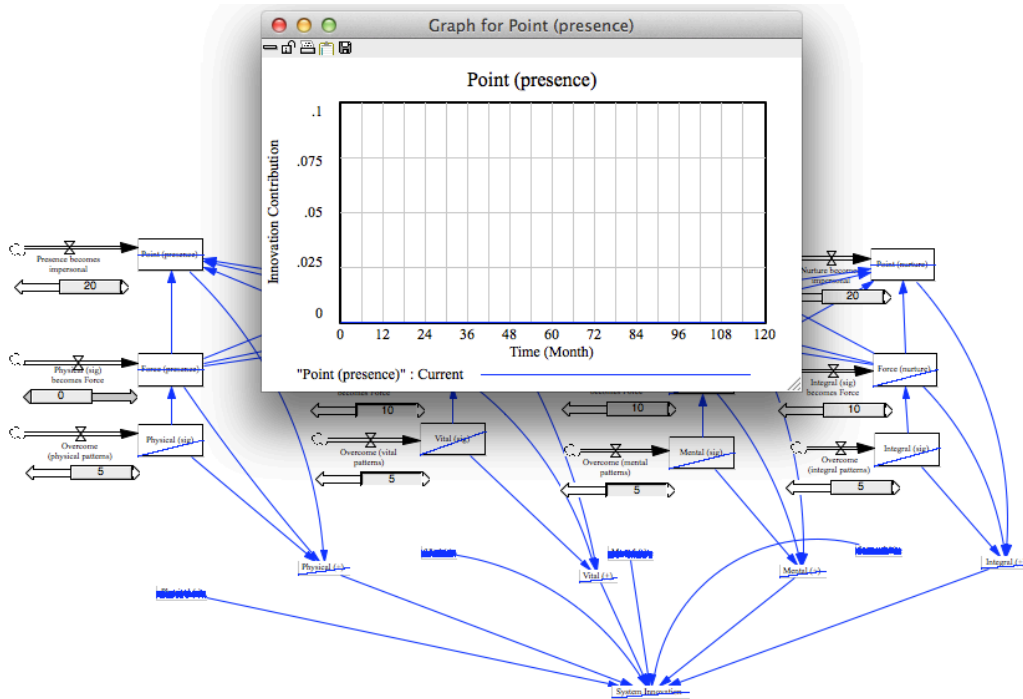 Graph for Point (presence)
Point (presence)
Innovation Contribution
.1
.075
.05
.025
0
0 12 24 36 48 60 72 84 96 108 120
Time (Month)
"Point (presence)" : Current
Presence becomes
impersonal
20
Point (presence)
Nurture become
impersonal
20
Point (nurture)
Physical (sig)
becomes Force
0
Force (presence)
becomes Force
10
10
Integral (sig)
becomes Force
10
Force (nurture)
Overcome
(physical patterns)
5
Physical (sig)
Overcome (vital
patterns)
5
Vital (sig)
Overcome (mental
patterns)
5
Mental (sig)
Overcome
(integral patterns)
5
Integral (sig)
Physical (+)
Vital (+)
Mental (+)
Integral (+
System Innovation